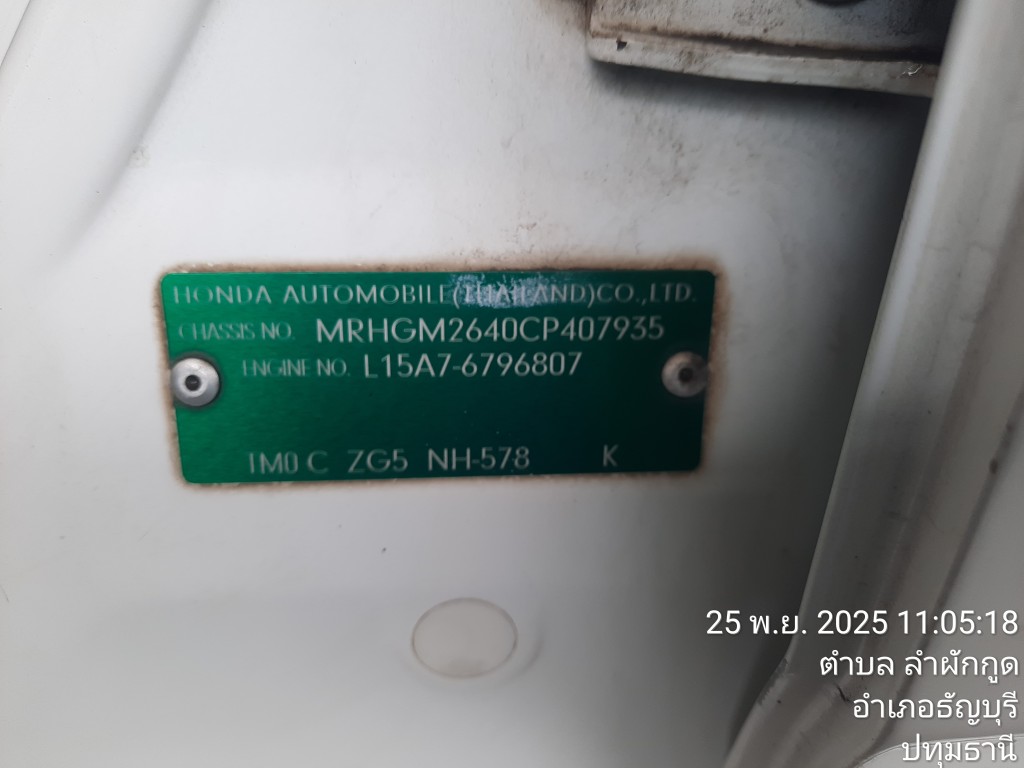 HONDA AUTOMOBILE(THAILAND)CO.,LTD.
CHASSIS NO. MRHGM2640CP407935
ENGINE NO. L15A7-6796807
1M0 C ZG5 NH-578 K
25 พ.ย. 2025 11:05:18
ตำบล ลำผักกูด
อำเภอธัญบุรี
ปทุมธานี